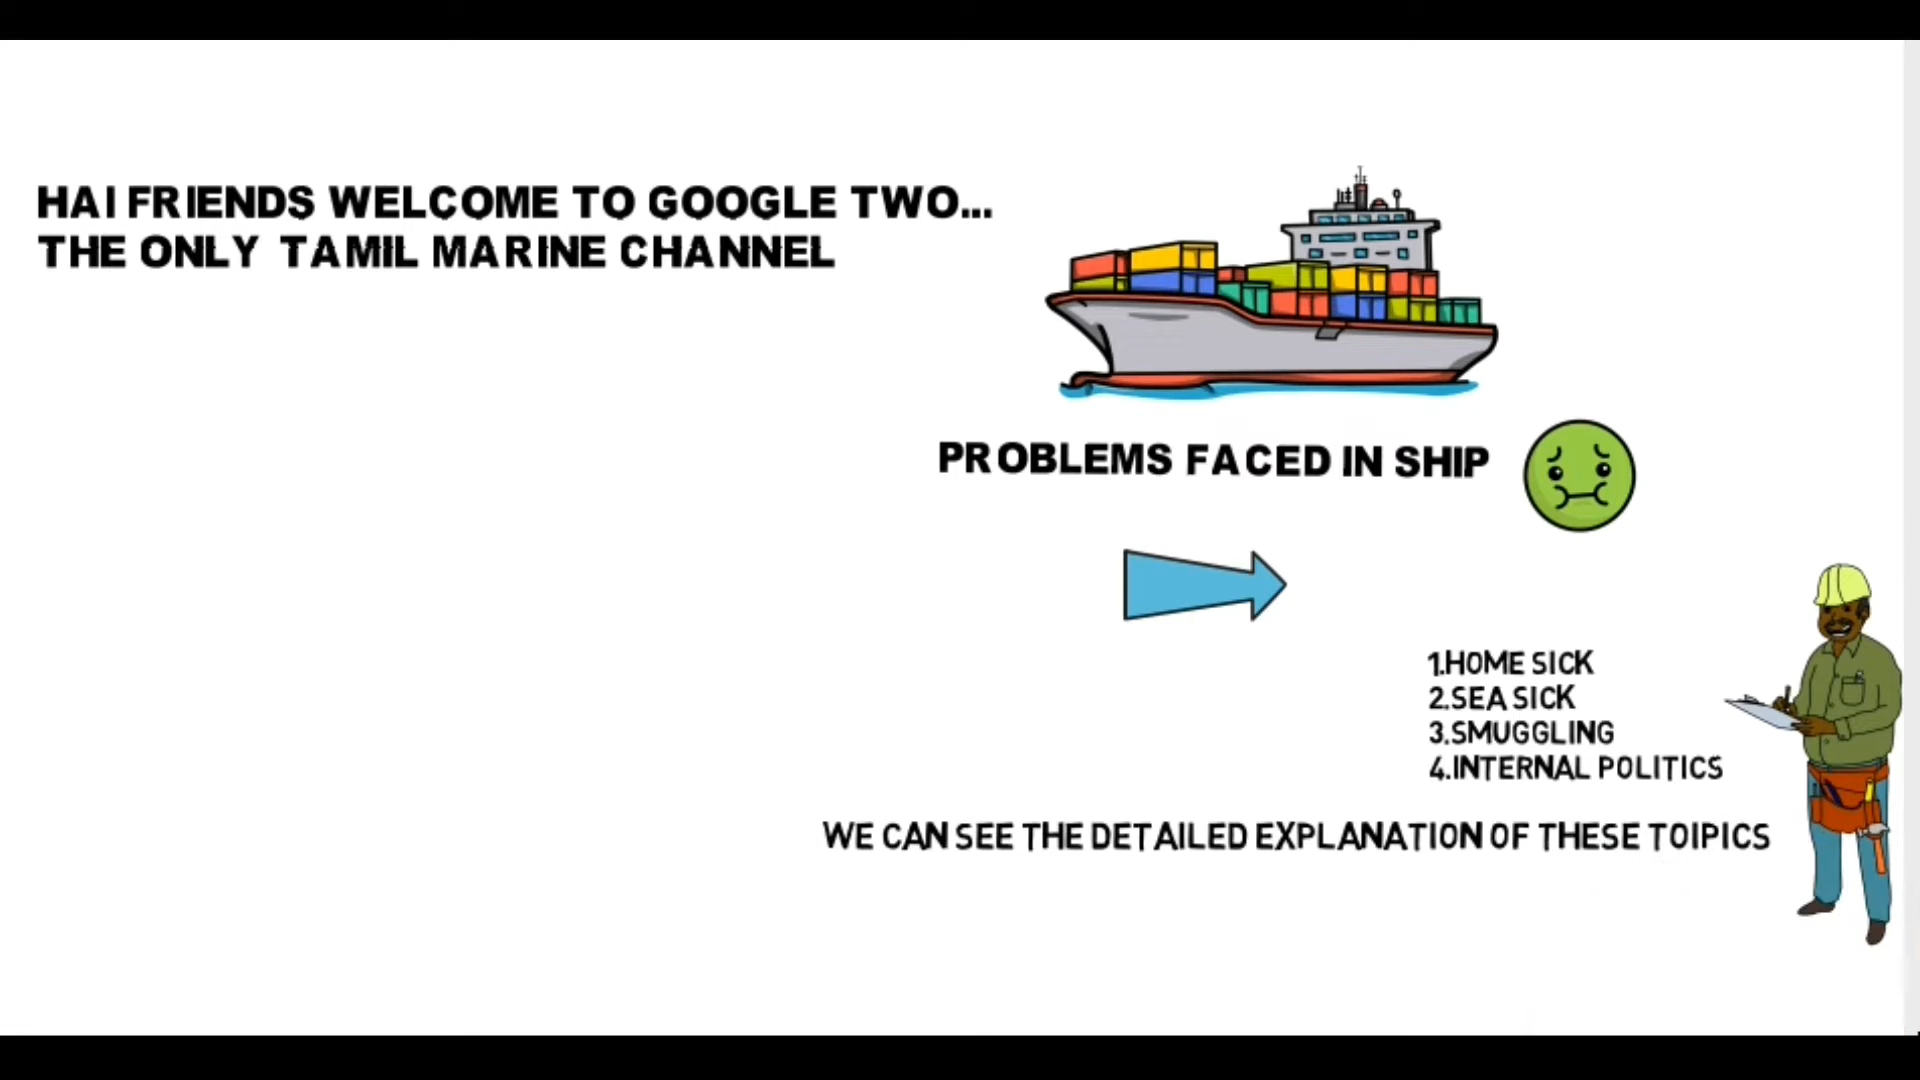 HAI FRIENDS WELCOME TO GOOGLE TWO...
THE ONLY TAMIL MARINE CHANNEL
PROBLEMS FACED IN SHIP
1.HOME SICK
2.SEA SICK
3.SMUGGLING
4.INTERNAL POLITICS
WE CAN SEE THE DETAILED EXPLANATION OF THESE TOIPICS